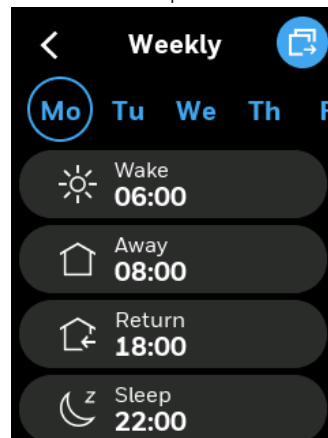 Weekly
Mo Tu We Th
Wake
06:00
Away
08:00
Return
18:00
Sleep
22:00